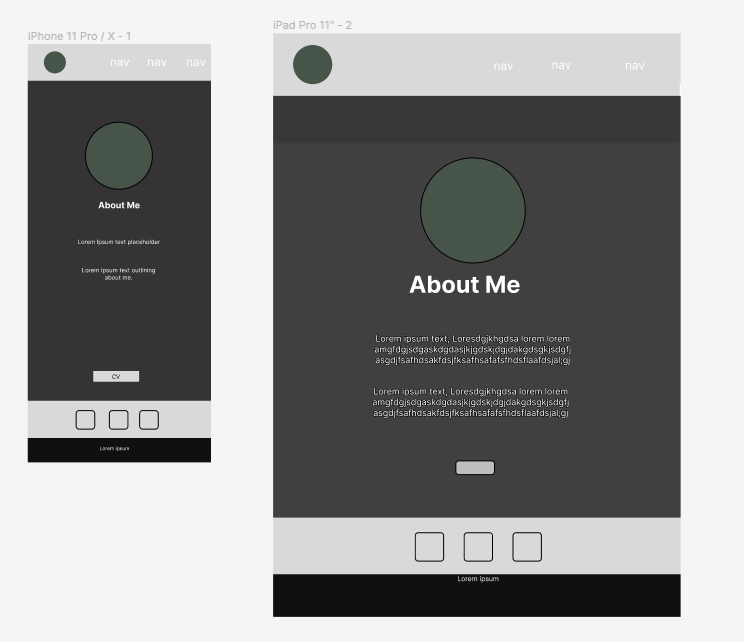 iPhone 11 Pro / X - 1
nav nav nav
About Me
Lorem Ipsum text placeholder
Lorem Ipsum text outlining
about me.
CV
Lorem ipsum
iPad Pro 11" - 2
nav nav nav
About Me
Lorem ipsum text, Loresdgjkhgdsa lorem lorem
amgfdgjsdgaskdgdasjkjgdskjdgjdakgdsgkjsdgfj
asgdjfsafhdsakfdsjfksafhsafafsfhdsflaafdsjal;gj
Lorem ipsum text, Loresdgjkhgdsa lorem lorem
amgfdgjsdgaskdgdasjkjgdskjdgjdakgdsgkjsdgfj
asgdjfsafhdsakfdsjfksafhsafafsfhdsflaafdsjal;gj
Lorem Ipsum